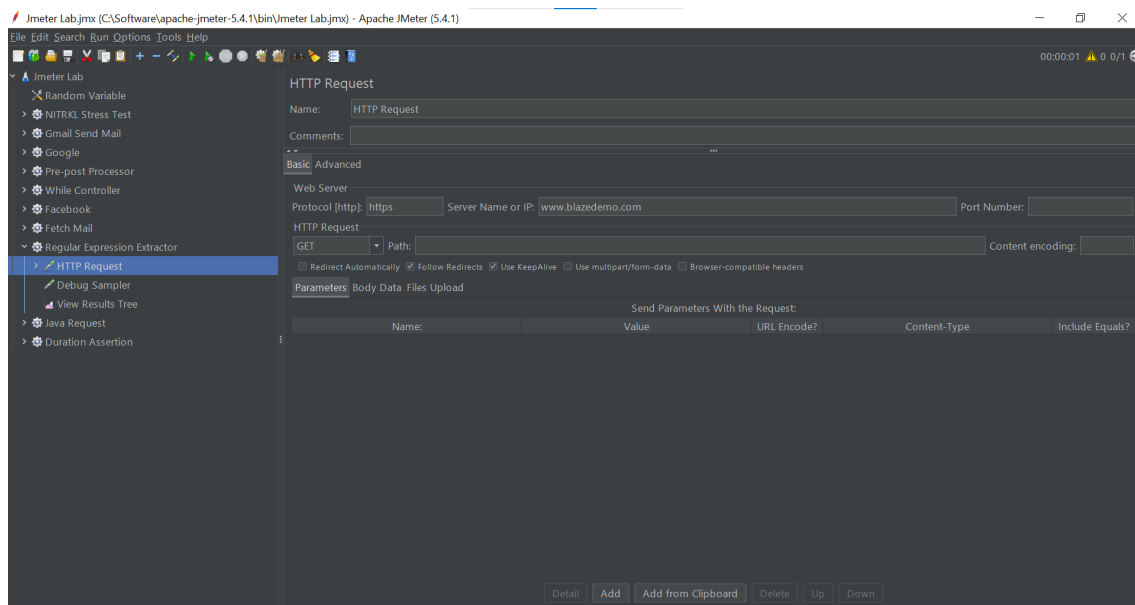 Jmeter Lab.jmx (C:\Software\apache-jmeter-5.4.1\bin\Jmeter Lab.jmx) - Apache JMeter (5.4.1)
File Edit Search Run Options Tools Help
00:00:01 0 0/1
Jmeter Lab
Random Variable
NITRKL Stress Test
Gmail Send Mail
Google
Pre-post Processor
While Controller
Facebook
Fetch Mail
Regular Expression Extractor
HTTP Request
Debug Sampler
View Results Tree
Java Request
Duration Assertion
HTTP Request
Name: HTTP Request
Comments:
Basic Advanced
Web Server
Protocol [http]: https Server Name or IP: www.blazedemo.com Port Number:
HTTP Request
GET Path: Content encoding:
Redirect Automatically Follow Redirects Use KeepAlive Use multipart/form-data Browser-compatible headers
Parameters Body Data Files Upload
Send Parameters With the Request:
Name: Value URL Encode? Content-Type Include Equals?
Detail Add Add from Clipboard Delete Up Down